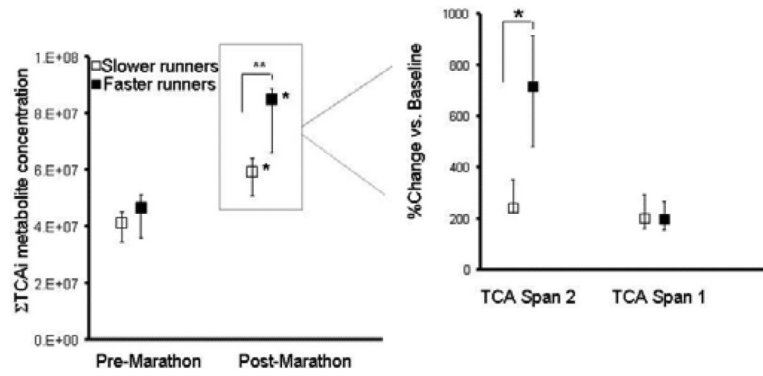 ΣTCAi metabolite concentration
1.E+08
8.E+07
6.E+07
4.E+07
2.E+07
0.E+00
Slower runners
Faster runners
**
*
*
Pre-Marathon
Post-Marathon
%Change vs. Baseline
1000
800
600
400
200
0
*
TCA Span 2
TCA Span 1